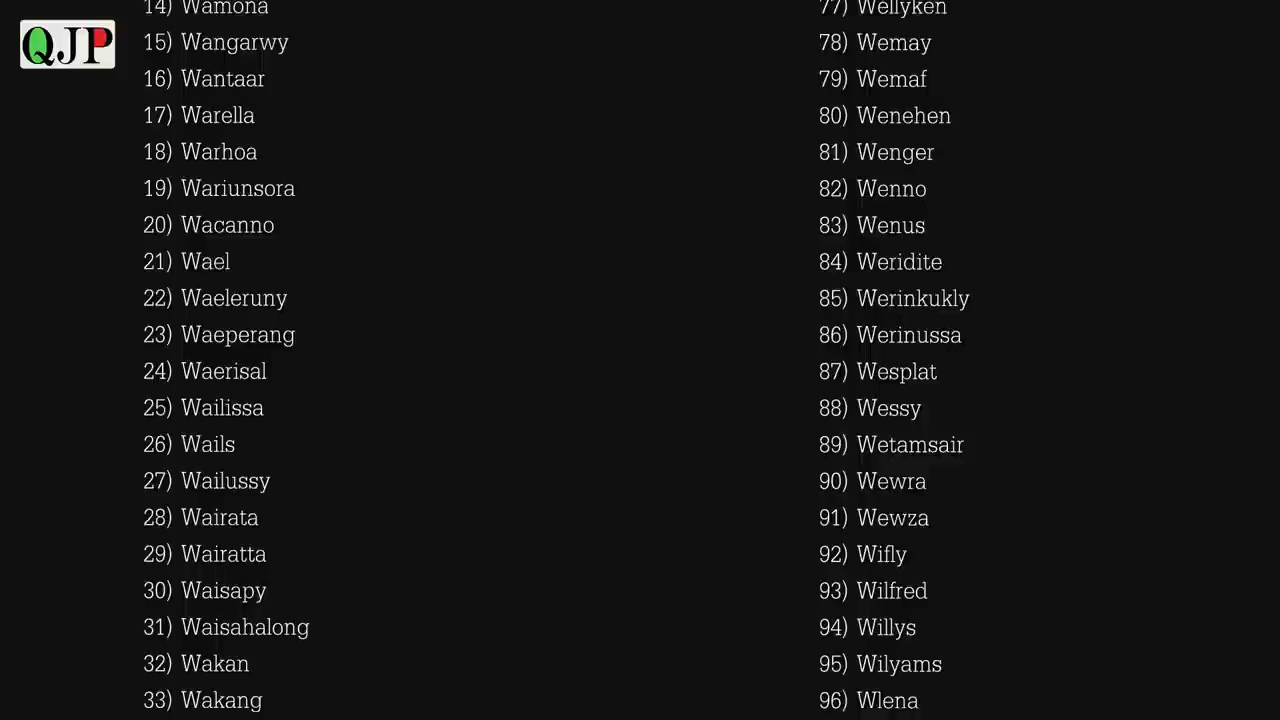 QJP
14) Wamona
15) Wangarwy
16) Wantaar
17) Warella
18) Warhoa
19) Wariunsora
20) Wacanno
21) Wael
22) Waeleruny
23) Waeperang
24) Waerisal
25) Wailissa
26) Wails
27) Wailussy
28) Wairata
29) Wairatta
30) Waisapy
31) Waisahalong
32) Wakan
33) Wakang
77) Wellyken
78) Wemay
79) Wemaf
80) Wenehen
81) Wenger
82) Wenno
83) Wenus
84) Weridite
85) Werinkukly
86) Werinussa
87) Wesplat
88) Wessy
89) Wetamsair
90) Wewra
91) Wewza
92) Wifly
93) Wilfred
94) Willys
95) Wilyams
96) Wlena